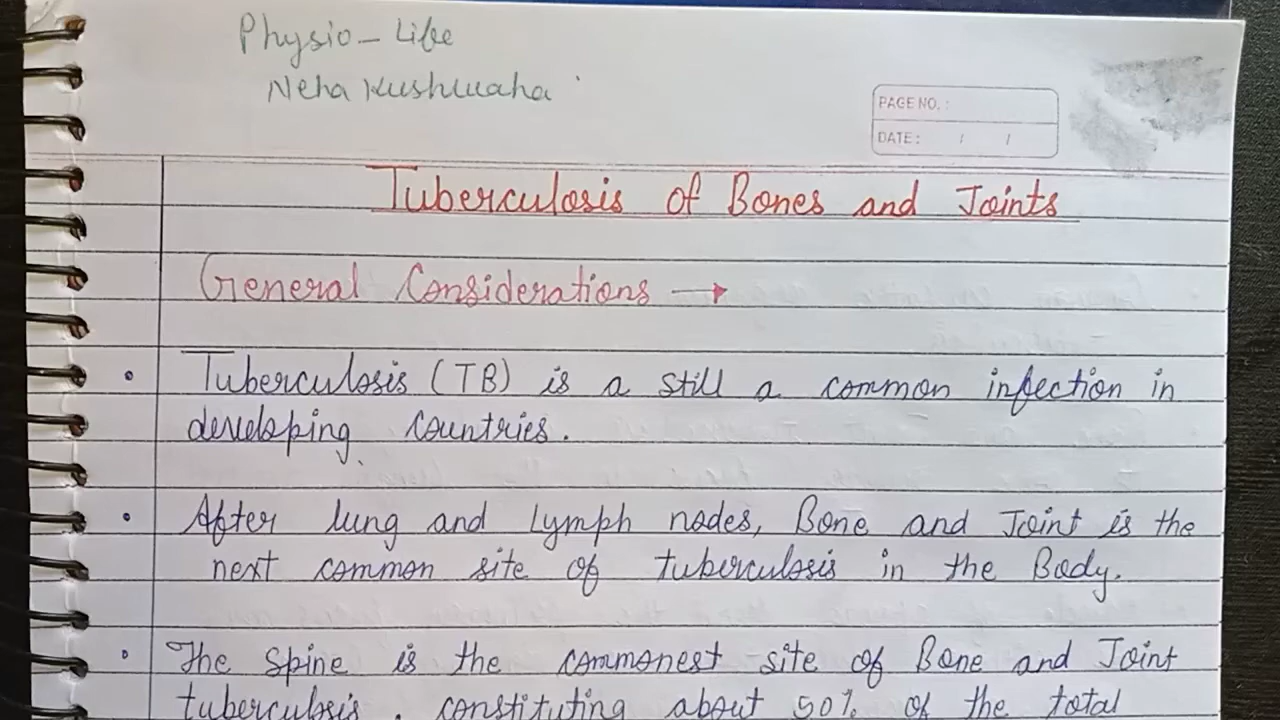 Physio - Life
Neha Kushwaha
PAGE NO. :
DATE : / /
Tuberculosis of Bones and Joints
General Considerations →
• Tuberculosis (TB) is a still a common infection in
developing countries.
• After lung and lymph nodes, Bone and Joint is the
next common site of tuberculosis in the Body.
• The spine is the commonest site of Bone and Joint
tuberculosis, constituting about 50% of the total